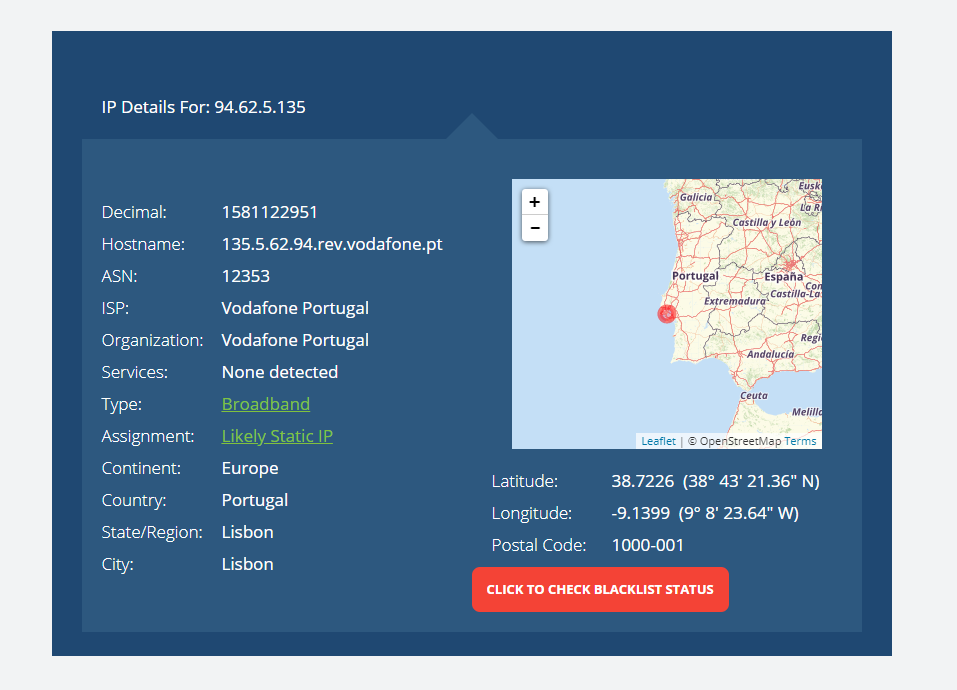 IP Details For: 94.62.5.135
Decimal: 1581122951
Hostname: 135.5.62.94.rev.vodafone.pt
ASN: 12353
ISP: Vodafone Portugal
Organization: Vodafone Portugal
Services: None detected
Type: Broadband
Assignment: Likely Static IP
Continent: Europe
Country: Portugal
State/Region: Lisbon
City: Lisbon
+
−
Galicia
Eusk
La Ri
Castilla y León
Portugal
España
Com
Castilla-La
Extremadura
Regi
Andalucía
Ceuta
Melilla
Leaflet | © OpenStreetMap Terms
Latitude: 38.7226 (38° 43' 21.36" N)
Longitude: -9.1399 (9° 8' 23.64" W)
Postal Code: 1000-001
CLICK TO CHECK BLACKLIST STATUS